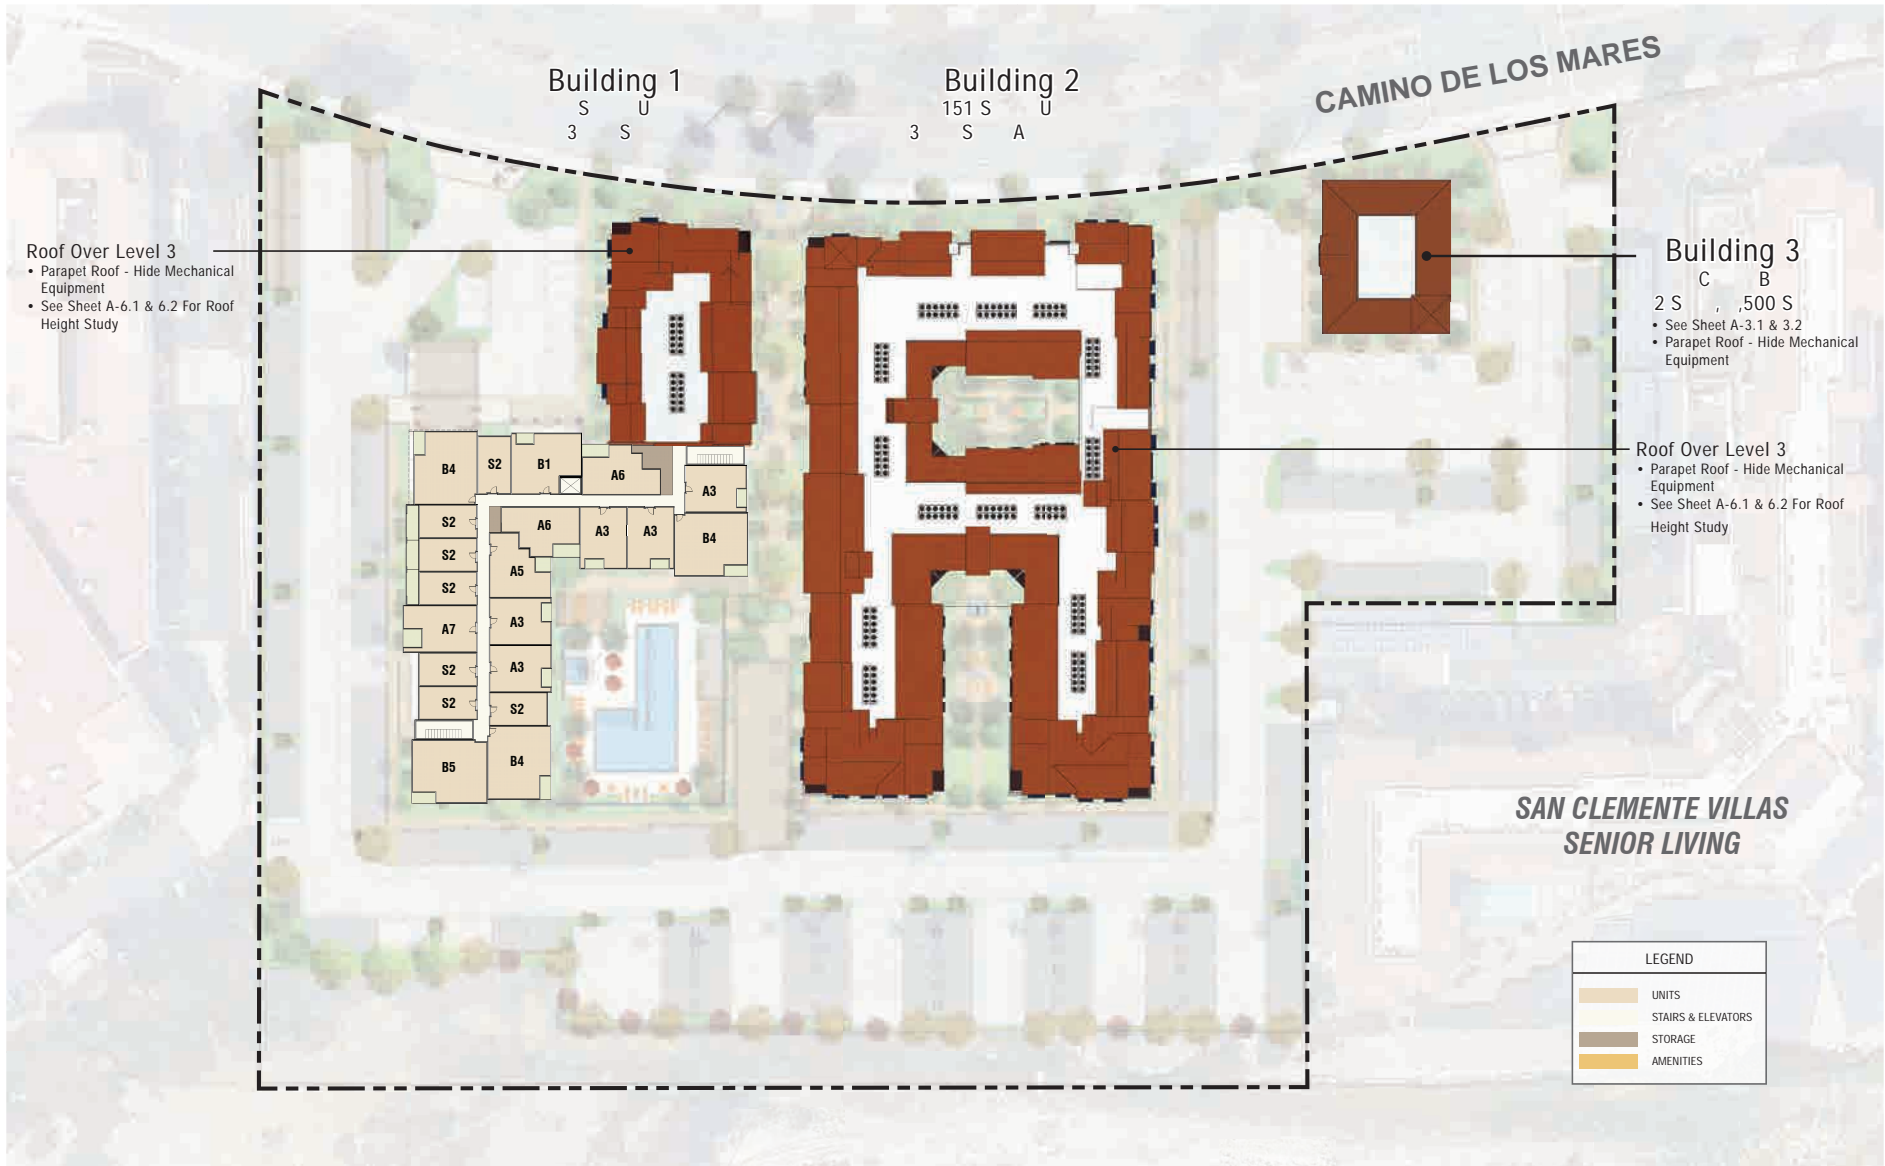 CAMINO DE LOS MARES
Building 1
S U
3 S
Building 2
151 S U
3 S A
Roof Over Level 3
• Parapet Roof - Hide Mechanical
Equipment
• See Sheet A-6.1 & 6.2 For Roof
Height Study
Building 3
C B
2 S , ,500 S
• See Sheet A-3.1 & 3.2
• Parapet Roof - Hide Mechanical
Equipment
Roof Over Level 3
• Parapet Roof - Hide Mechanical
Equipment
• See Sheet A-6.1 & 6.2 For Roof
Height Study
B4
S2
B1
A6
A3
S2
A6
A3
A3
B4
S2
A5
S2
A7
A3
S2
A3
S2
S2
B5
B4
SAN CLEMENTE VILLAS
SENIOR LIVING
LEGEND
UNITS
STAIRS & ELEVATORS
STORAGE
AMENITIES